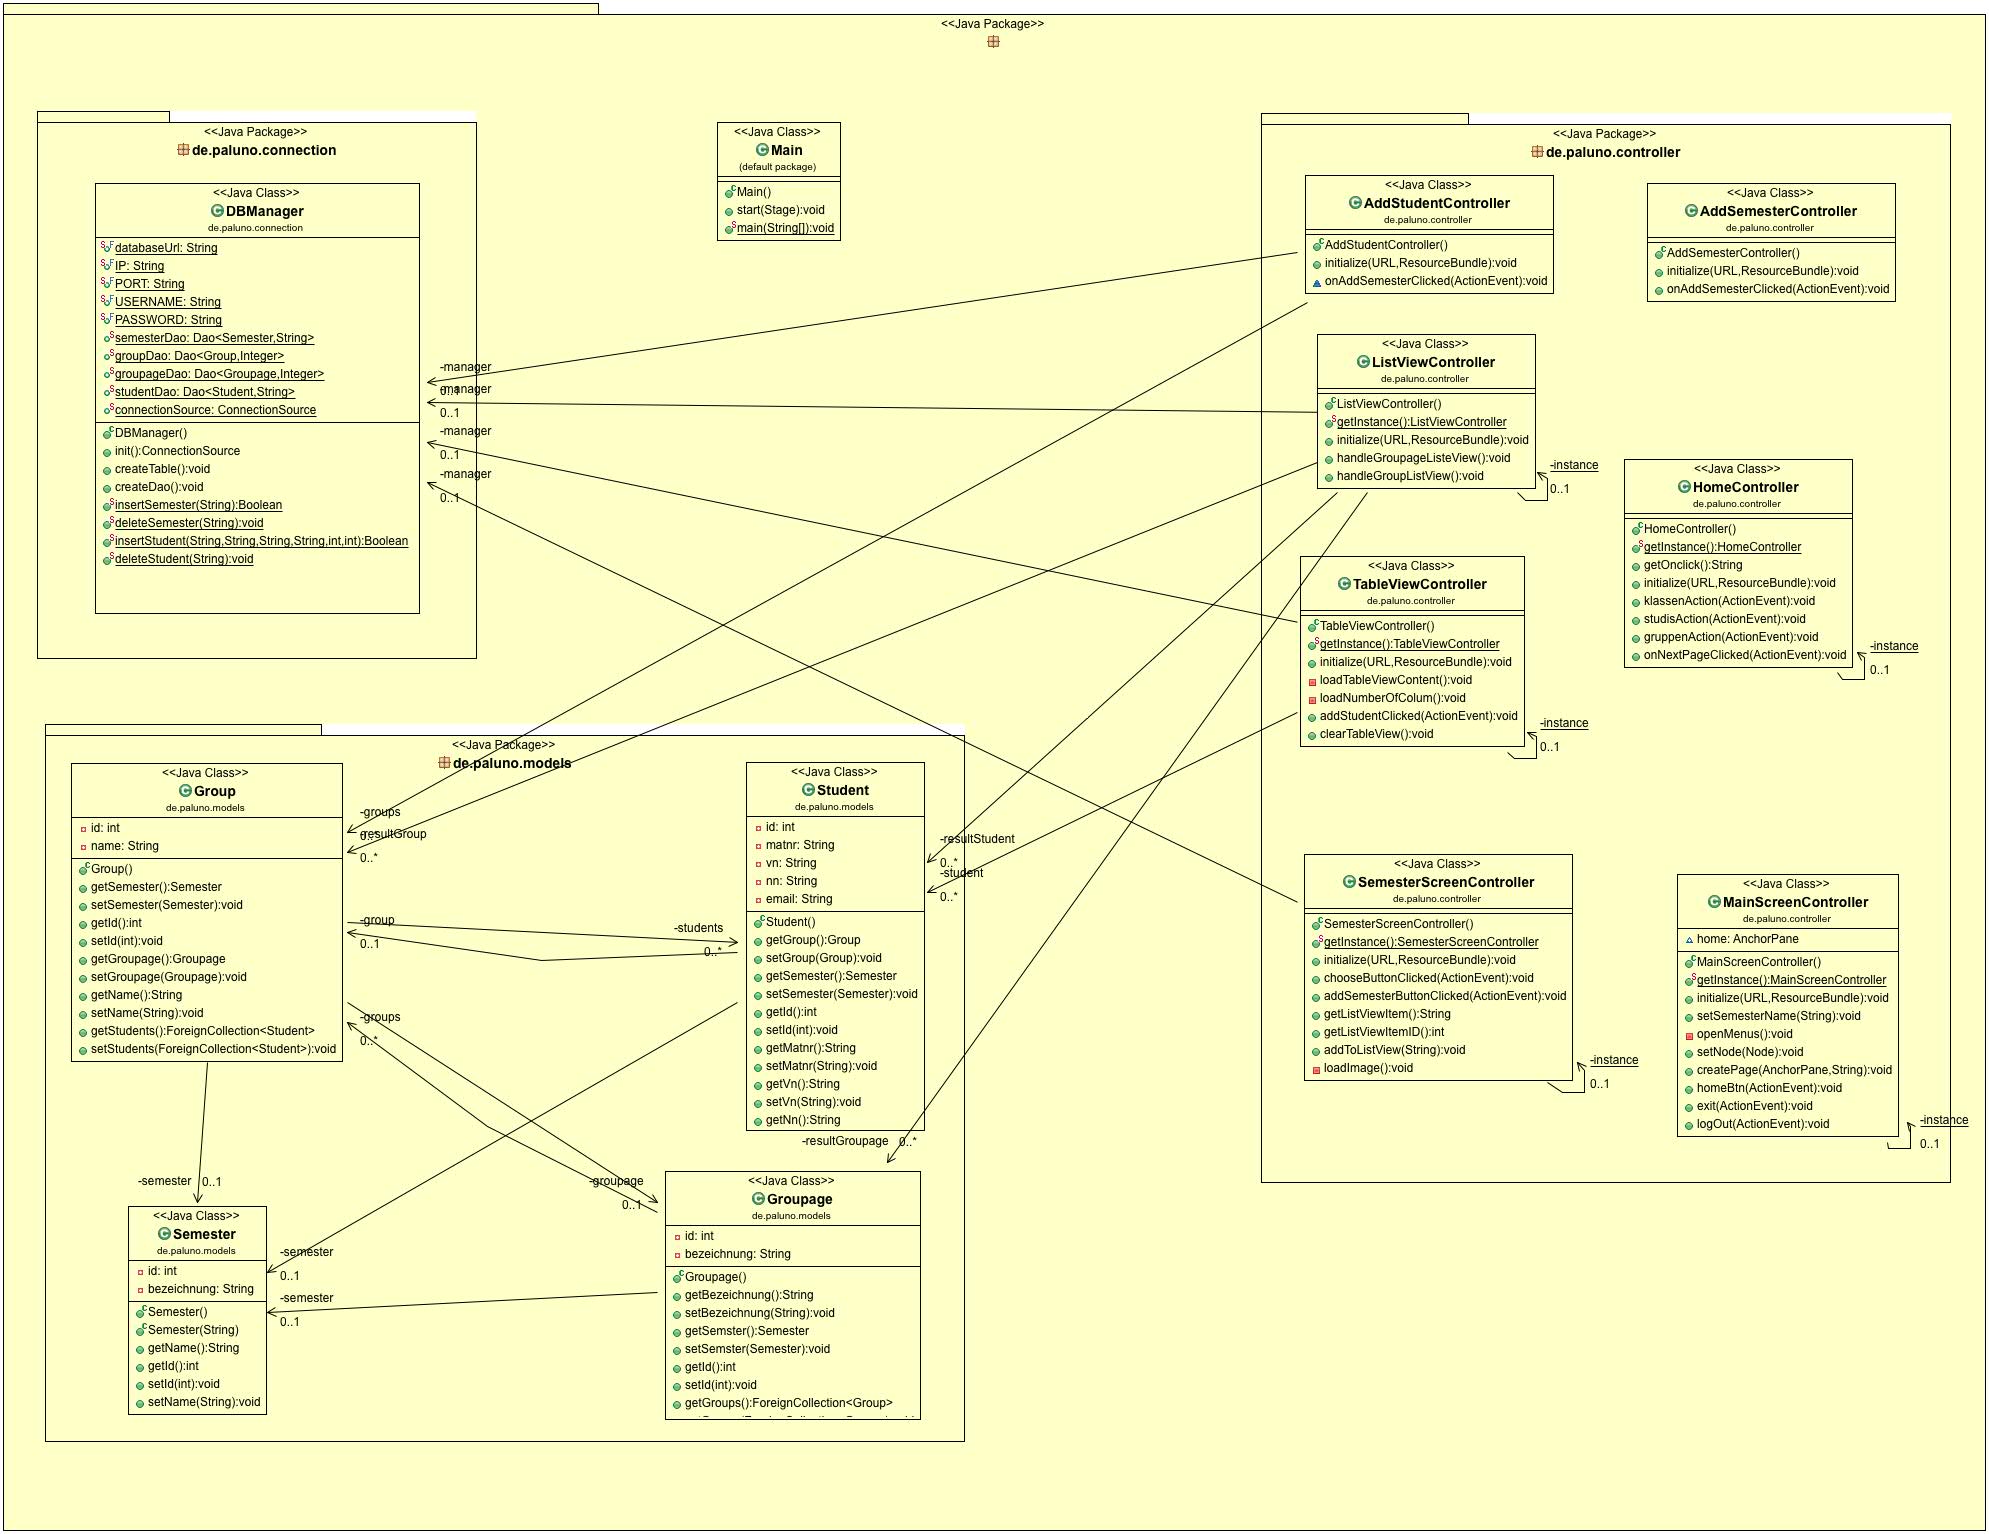 <<Java Package>>
<<Java Package>>
de.paluno.connection
<<Java Class>>
DBManager
de.paluno.connection
databaseUrl: String
IP: String
PORT: String
USERNAME: String
PASSWORD: String
semesterDao: Dao<Semester,String>
groupDao: Dao<Group,Integer>
groupageDao: Dao<Groupage,Integer>
studentDao: Dao<Student,String>
connectionSource: ConnectionSource
DBManager()
init():ConnectionSource
createTable():void
createDao():void
insertSemester(String):Boolean
deleteSemester(String):void
insertStudent(String,String,String,String,int,int):Boolean
deleteStudent(String):void
-manager
0..1
-manager
0..1
-manager
0..1
-manager
0..1
<<Java Class>>
Main
(default package)
Main()
start(Stage):void
main(String[]):void
<<Java Package>>
de.paluno.controller
<<Java Class>>
AddStudentController
de.paluno.controller
AddStudentController()
initialize(URL,ResourceBundle):void
onAddSemesterClicked(ActionEvent):void
<<Java Class>>
AddSemesterController
de.paluno.controller
AddSemesterController()
initialize(URL,ResourceBundle):void
onAddSemesterClicked(ActionEvent):void
<<Java Class>>
ListViewController
de.paluno.controller
ListViewController()
getInstance():ListViewController
initialize(URL,ResourceBundle):void
handleGroupageListeView():void
handleGroupListView():void
-instance
0..1
<<Java Class>>
HomeController
de.paluno.controller
HomeController()
getInstance():HomeController
getOnclick():String
initialize(URL,ResourceBundle):void
klassenAction(ActionEvent):void
studisAction(ActionEvent):void
gruppenAction(ActionEvent):void
onNextPageClicked(ActionEvent):void
-instance
0..1
<<Java Class>>
TableViewController
de.paluno.controller
TableViewController()
getInstance():TableViewController
initialize(URL,ResourceBundle):void
loadTableViewContent():void
loadNumberOfColum():void
addStudentClicked(ActionEvent):void
clearTableView():void
-instance
0..1
<<Java Class>>
SemesterScreenController
de.paluno.controller
SemesterScreenController()
getInstance():SemesterScreenController
initialize(URL,ResourceBundle):void
chooseButtonClicked(ActionEvent):void
addSemesterButtonClicked(ActionEvent):void
getListViewItem():String
getListViewItemID():int
addToListView(String):void
loadImage():void
-instance
0..1
<<Java Class>>
MainScreenController
de.paluno.controller
home: AnchorPane
MainScreenController()
getInstance():MainScreenController
initialize(URL,ResourceBundle):void
setSemesterName(String):void
openMenus():void
setNode(Node):void
createPage(AnchorPane,String):void
homeBtn(ActionEvent):void
exit(ActionEvent):void
logOut(ActionEvent):void
-instance
0..1
<<Java Package>>
de.paluno.models
<<Java Class>>
Group
de.paluno.models
id: int
name: String
Group()
getSemester():Semester
setSemester(Semester):void
getId():int
setId(int):void
getGroupage():Groupage
setGroupage(Groupage):void
getName():String
setName(String):void
getStudents():ForeignCollection<Student>
setStudents(ForeignCollection<Student>):void
-groups
-resultGroup
0..*
-group
0..1
-students
0..*
-groups
0..*
<<Java Class>>
Student
de.paluno.models
id: int
matnr: String
vn: String
nn: String
email: String
Student()
getGroup():Group
setGroup(Group):void
getSemester():Semester
setSemester(Semester):void
getId():int
setId(int):void
getMatnr():String
setMatnr(String):void
getVn():String
setVn(String):void
getNn():String
-resultStudent
0..*
-student
0..*
-resultGroupage
0..*
-semester
0..1
-groupage
0..1
<<Java Class>>
Semester
de.paluno.models
id: int
bezeichnung: String
Semester()
Semester(String)
getName():String
getId():int
setId(int):void
setName(String):void
-semester
0..1
-semester
0..1
<<Java Class>>
Groupage
de.paluno.models
id: int
bezeichnung: String
Groupage()
getBezeichnung():String
setBezeichnung(String):void
getSemster():Semester
setSemster(Semester):void
getId():int
setId(int):void
getGroups():ForeignCollection<Group>